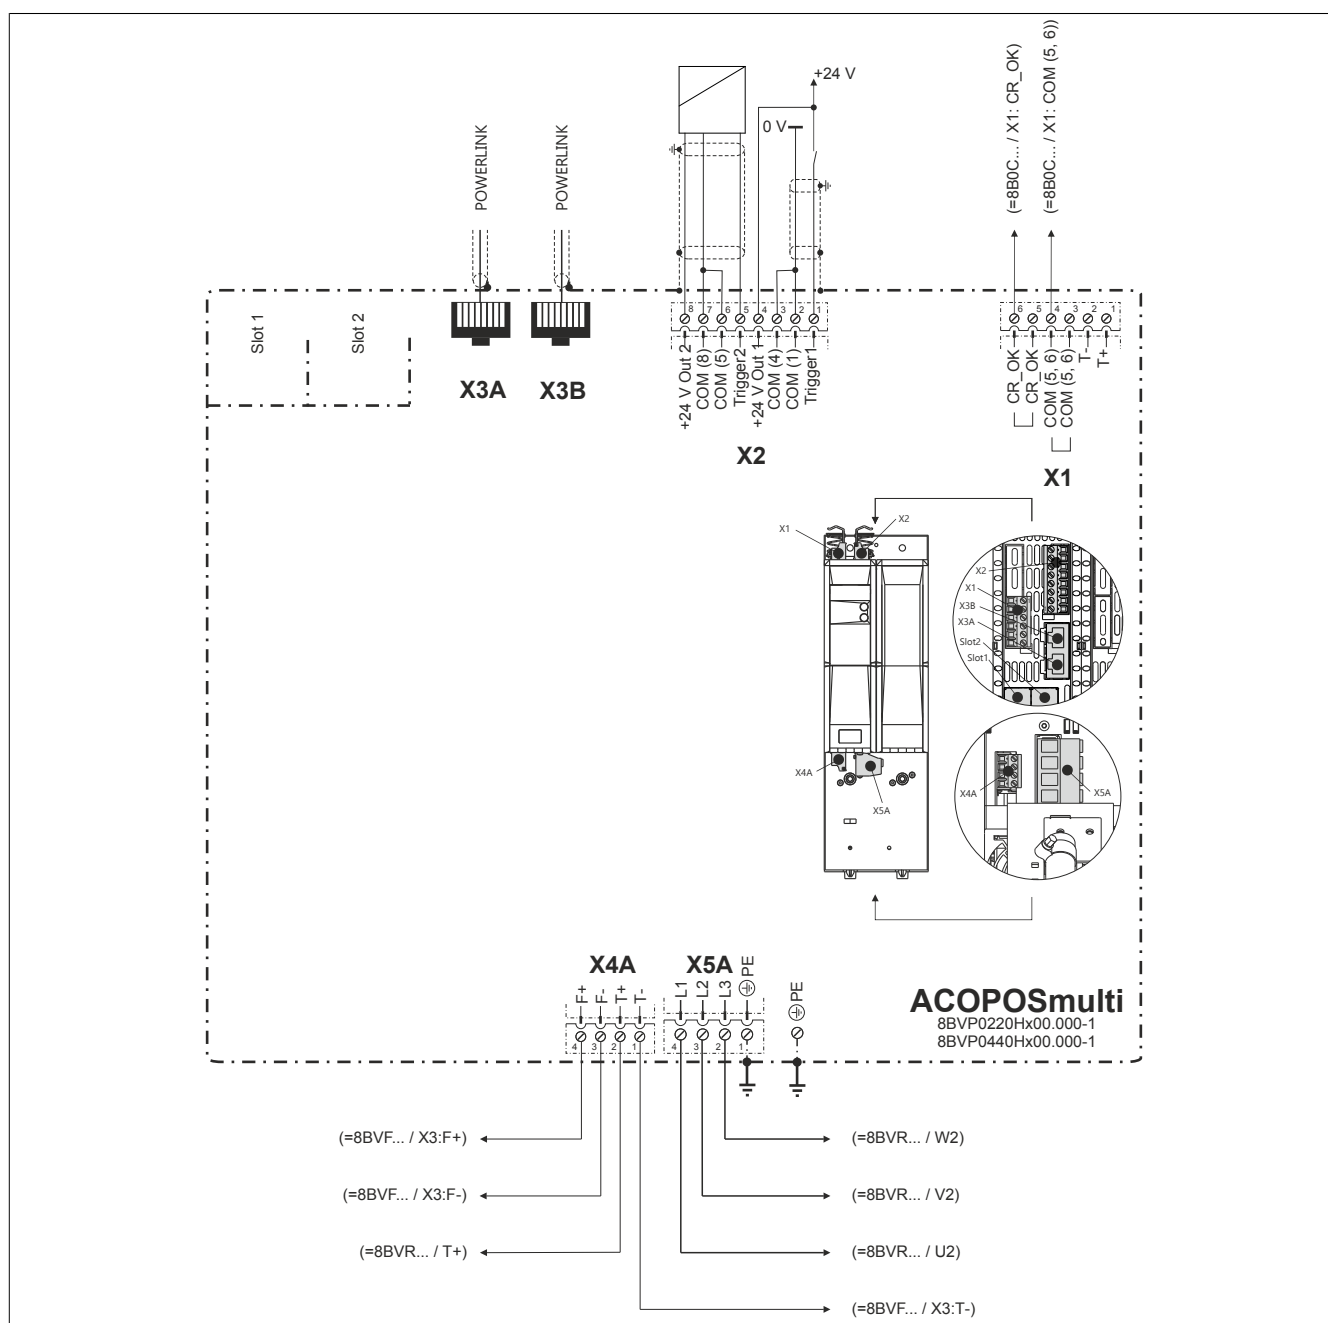 +24 V
0 V
(=8B0C... / X1: CR_OK)
(=8B0C... / X1: COM (5, 6))
POWERLINK
POWERLINK
Slot 1
Slot 2
X3A
X3B
8 7 6 5 4 3 2 1
+24 V Out 2
COM (8)
COM (5)
Trigger2
+24 V Out 1
COM (4)
COM (1)
Trigger1
X2
6 5 4 3 2 1
CR_OK
CR_OK
COM (5, 6)
COM (5, 6)
T-
T+
X1
X1
X2
X4A
X5A
X2
X1
X3B
X3A
Slot2
Slot1
X4A
X5A
X4A
F+
F-
T+
T-
4 3 2 1
X5A
L1
L2
L3
PE
4 3 2 1
PE
ACOPOSmulti
8BVP0220Hx00.000-1
8BVP0440Hx00.000-1
(=8BVF... / X3:F+)
(=8BVR... / W2)
(=8BVF... / X3:F-)
(=8BVR... / V2)
(=8BVR... / T+)
(=8BVR... / U2)
(=8BVF... / X3:T-)